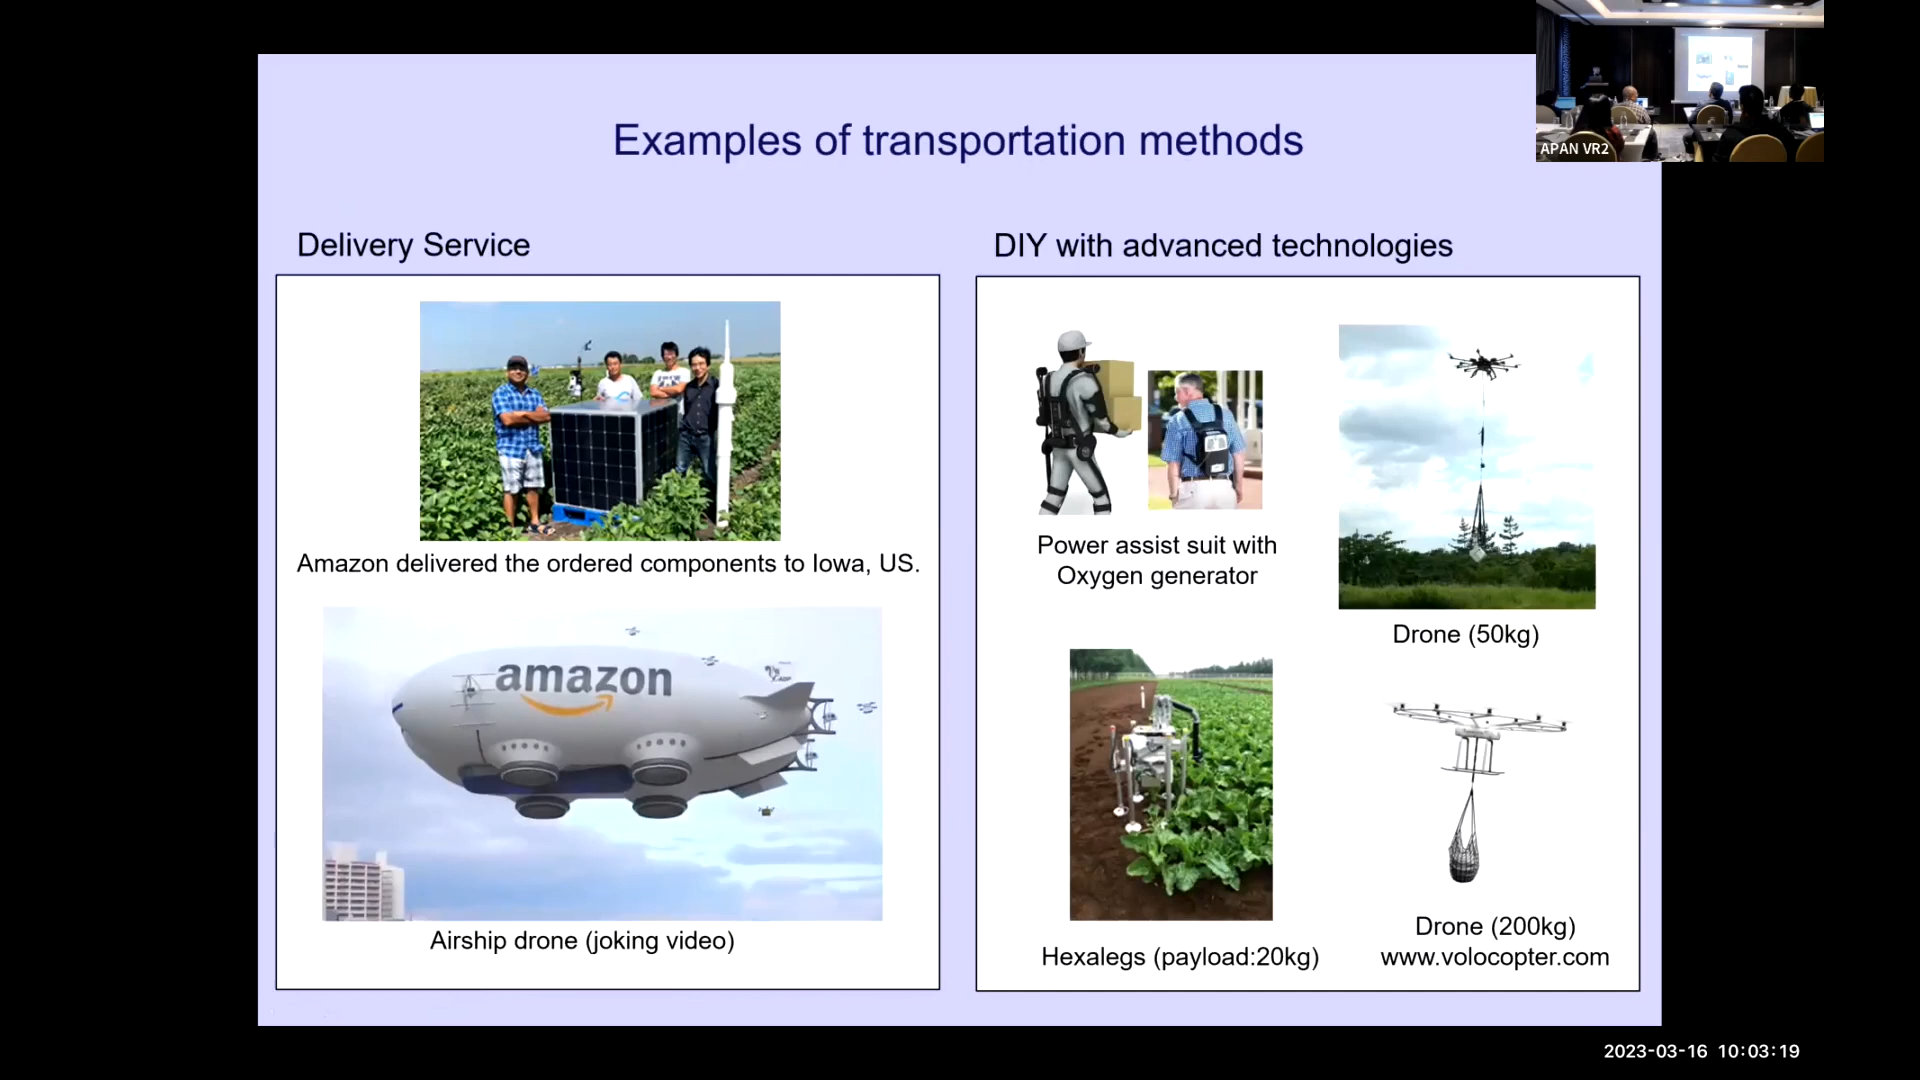 APAN VR2
Examples of transportation methods
Delivery Service
Amazon delivered the ordered components to Iowa, US.
amazon
Airship drone (joking video)
DIY with advanced technologies
Power assist suit with
Oxygen generator
Drone (50kg)
Hexalegs (payload:20kg)
Drone (200kg)
www.volocopter.com
2023-03-16 10:03:19